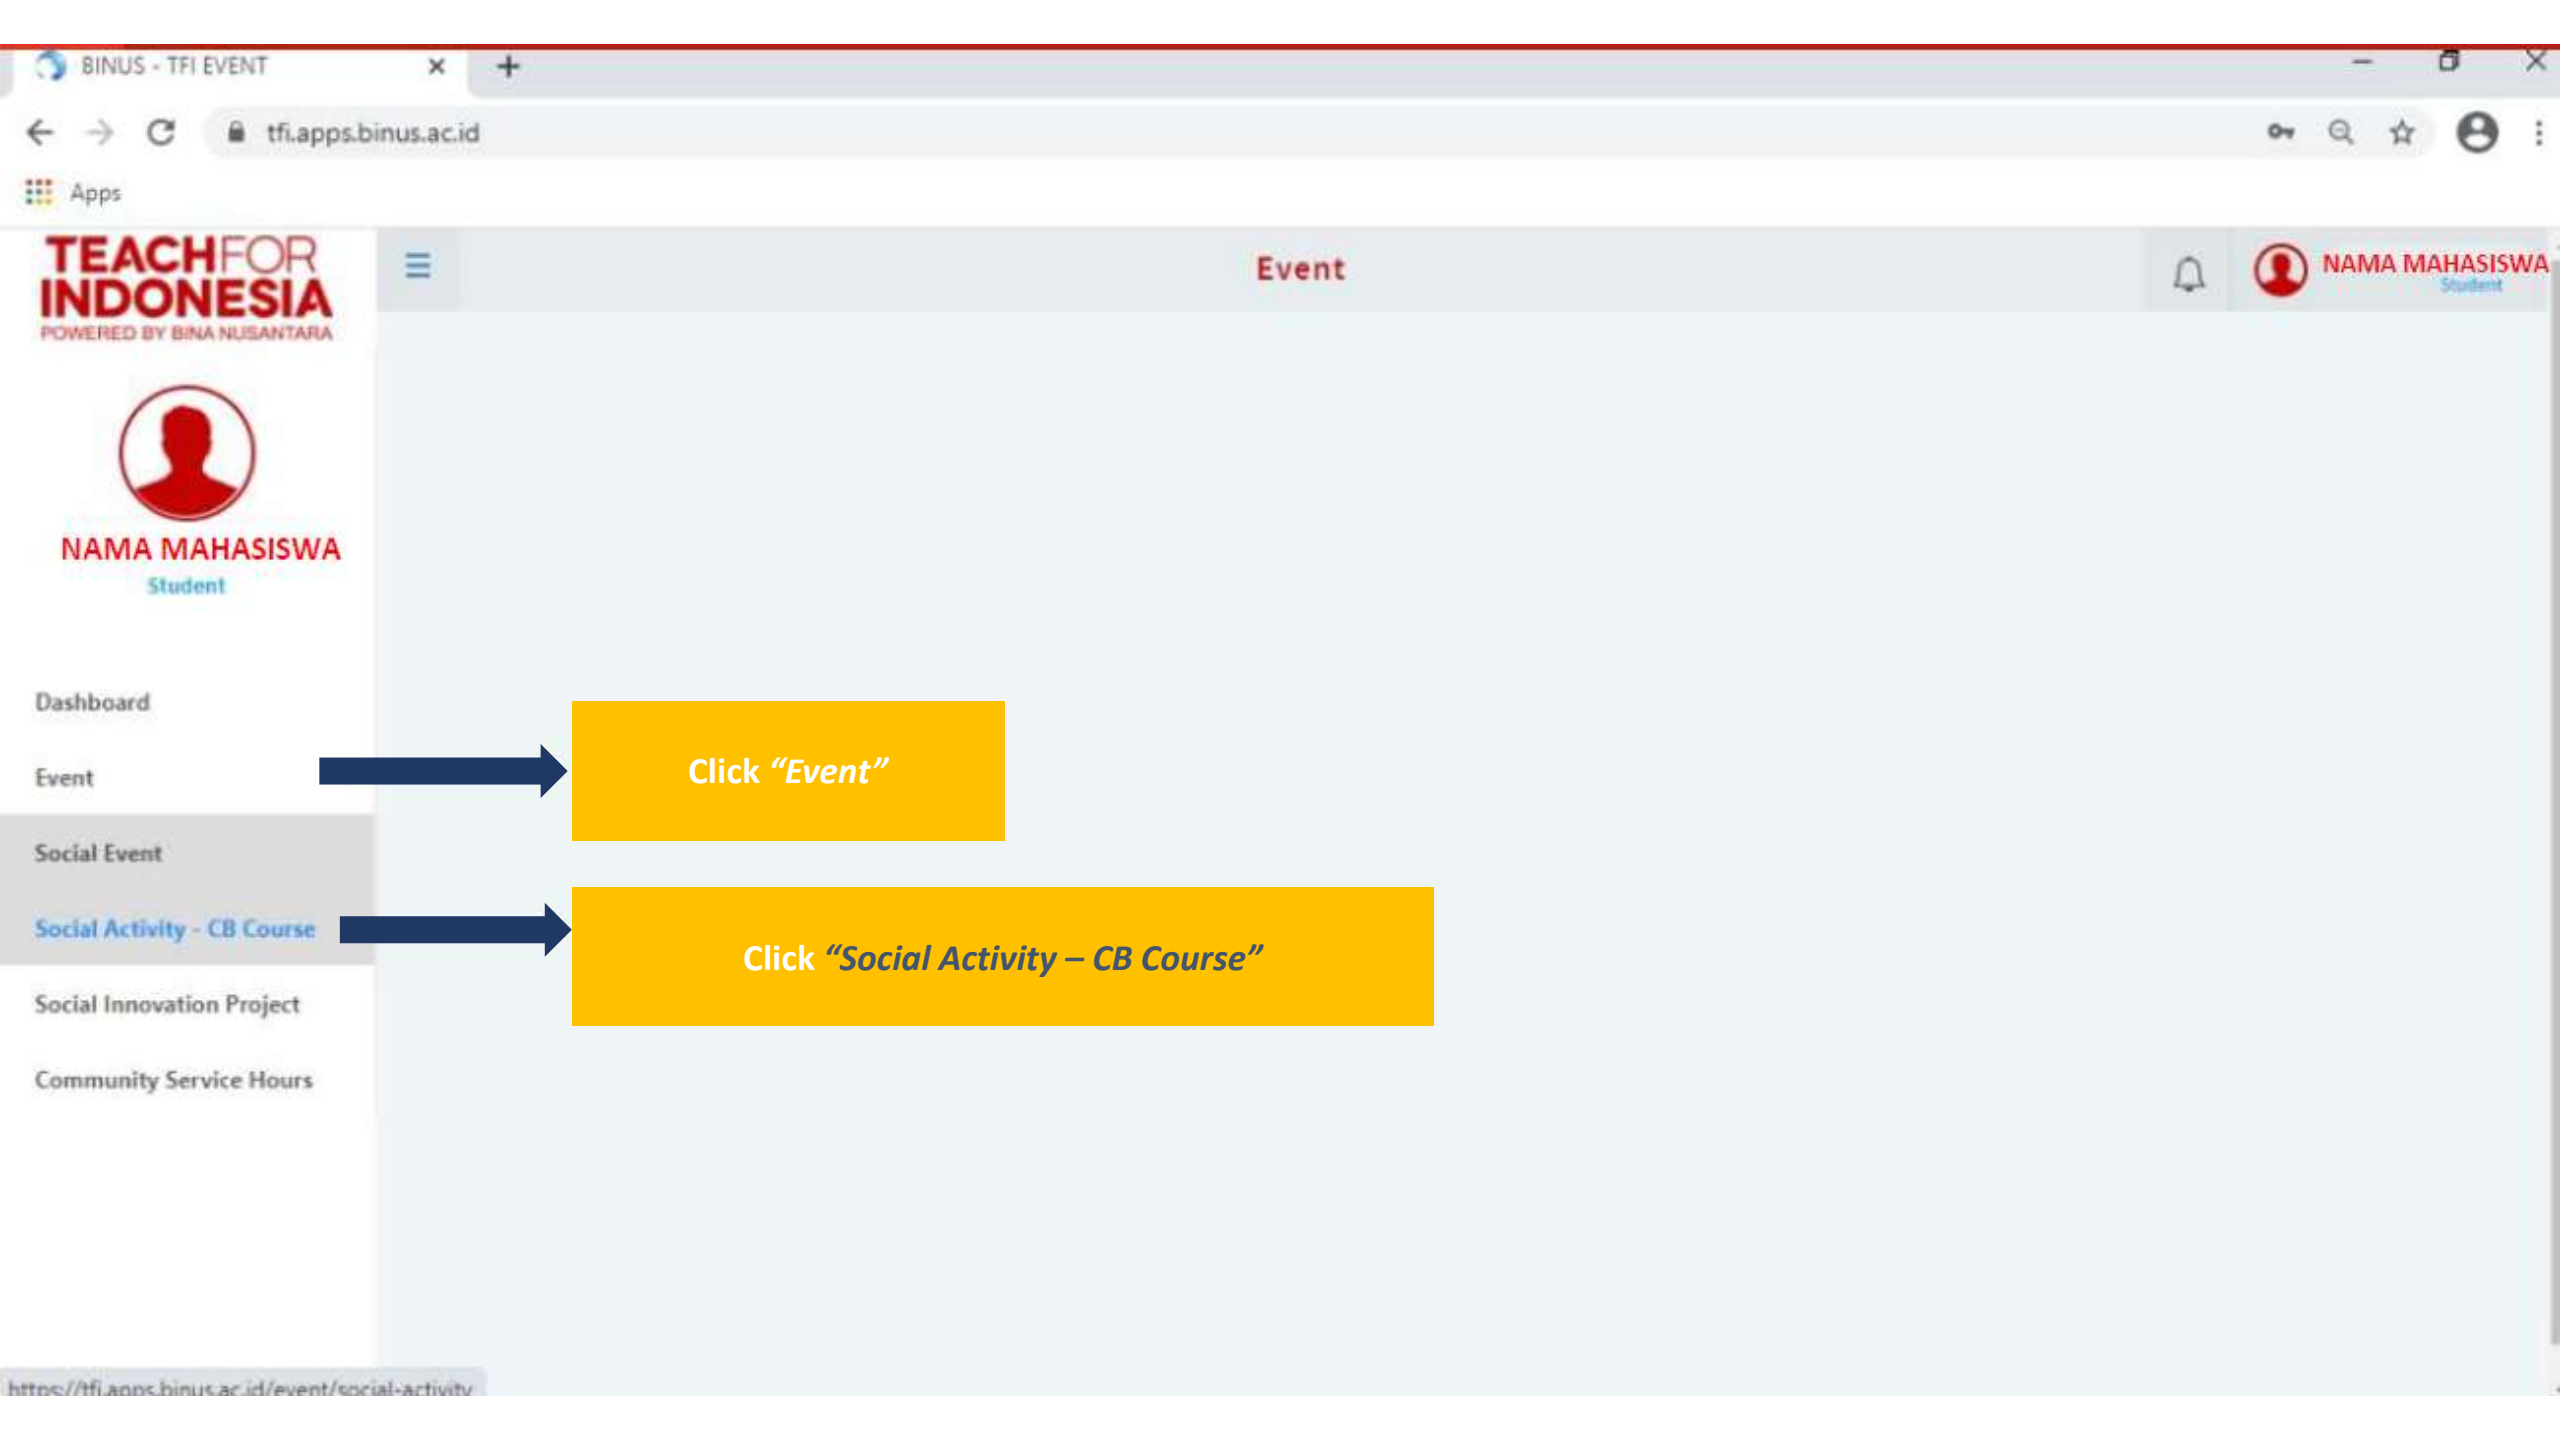 BINUS - TFI EVENT
tfi.apps.binus.ac.id
Apps
TEACHFOR
INDONESIA
POWERED BY BINA NUSANTARA
Event
NAMA MAHASISWA
Student
NAMA MAHASISWA
Student
Dashboard
Event
Click “Event”
Social Event
Social Activity - CB Course
Click “Social Activity – CB Course”
Social Innovation Project
Community Service Hours
https://tfi.apps.binus.ac.id/event/social-activity